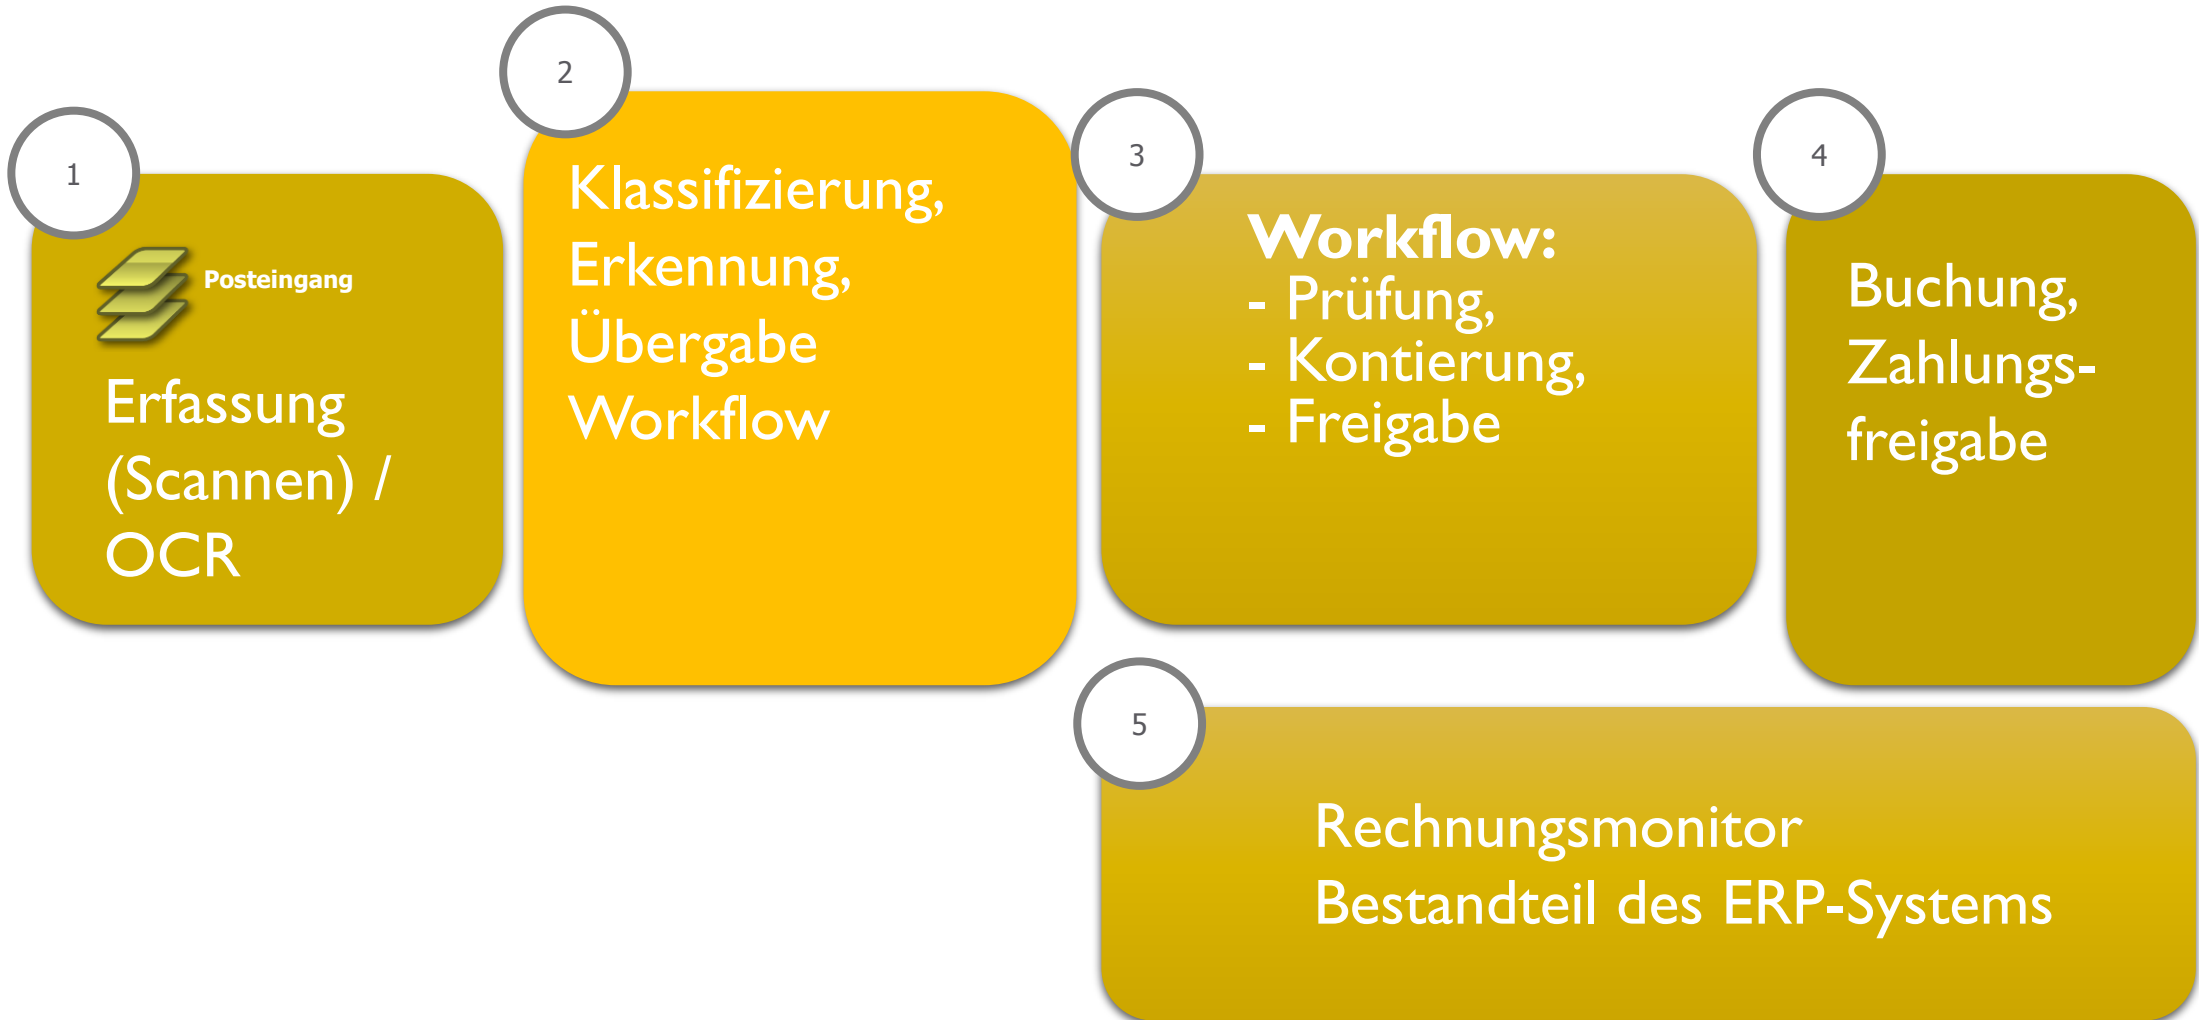 1
Posteingang
Erfassung
(Scannen) /
OCR
2
Klassifizierung,
Erkennung,
Übergabe
Workflow
3
Workflow:
- Prüfung,
- Kontierung,
- Freigabe
4
Buchung,
Zahlungs-
freigabe
5
Rechnungsmonitor
Bestandteil des ERP-Systems